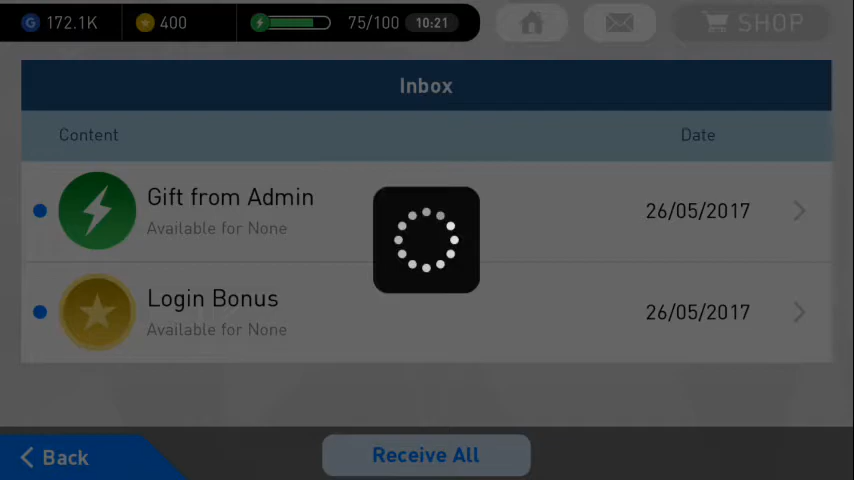 G 172.1K 400 75/100 10:21 SHOP
Inbox
Content Date
Gift from Admin
Available for None
26/05/2017
Login Bonus
Available for None
26/05/2017
Back Receive All